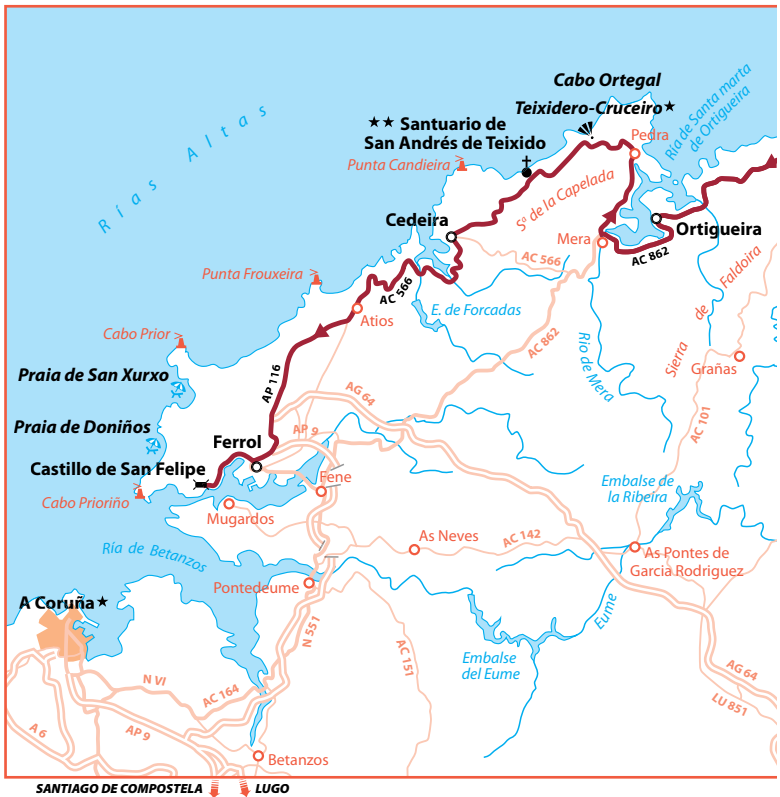 Cabo Ortegal
Teixidero-Cruceiro★
★★ Santuario de
San Andrés de Teixido
Punta Candieira
Pedra
Ría de Santa marta
de Ortigueira
Rías Altas
Sª de la Capelada
Cedeira
Mera
Ortigueira
AC 862
AC 566
Punta Frouxeira
AC 566
E. de Forcadas
Sierra de Faldoira
Atios
AC 862
Rio de Mera
Cabo Prior
Grañas
Praia de San Xurxo
AP 116
AG 64
AC 101
Praia de Doniños
Ferrol
AP 9
Castillo de San Felipe
Fene
Embalse de
la Ribeira
Cabo Prioriño
Mugardos
As Neves
AC 142
Ría de Betanzos
As Pontes de
Garcia Rodriguez
Pontedeume
A Coruña★
Eume
N 551
AC 151
Embalse
del Eume
N VI
AC 164
AG 64
LU 851
A 6
AP 9
Betanzos
SANTIAGO DE COMPOSTELA
LUGO